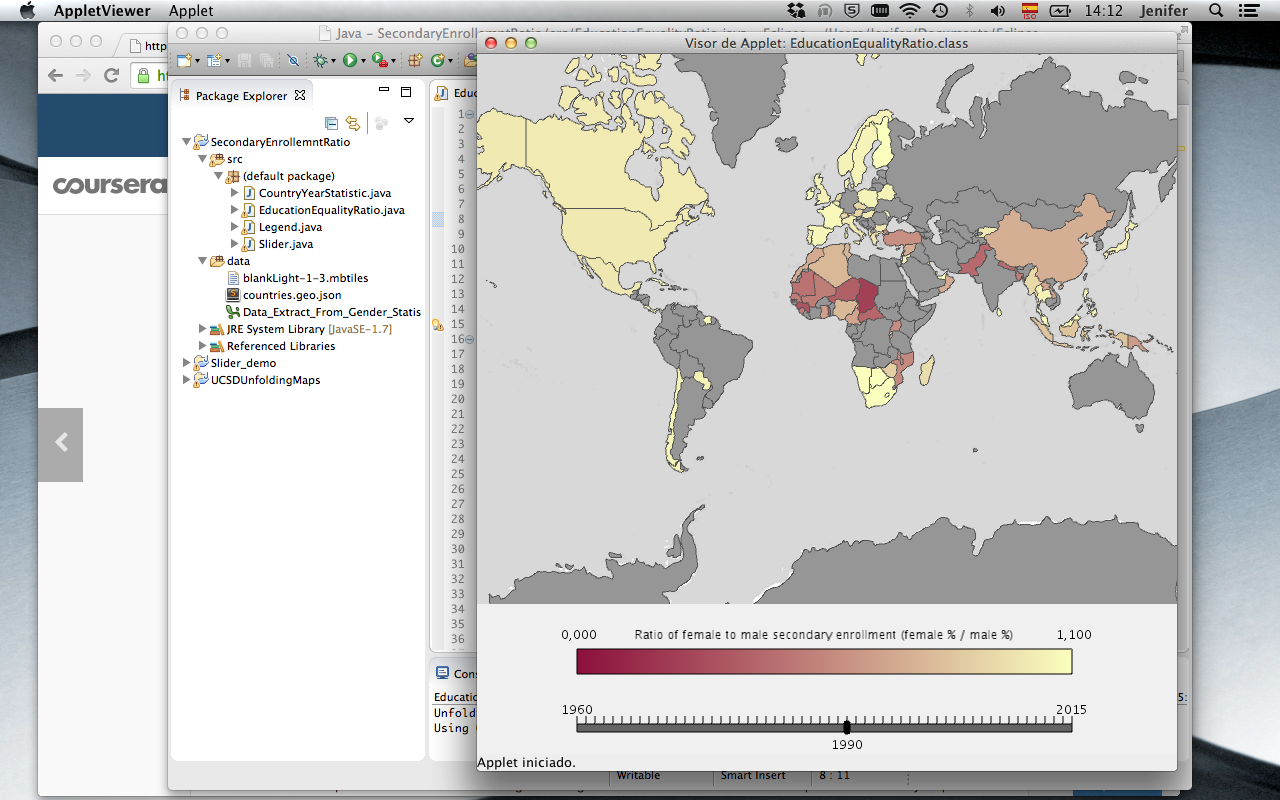 AppletViewer Applet
ISO
14:12 Jenifer
http
coursera
Java – SecondaryEnrollemntRatio/src/EducationEqualityRatio.java – Eclipse
Package Explorer
SecondaryEnrollemntRatio
src
(default package)
CountryYearStatistic.java
EducationEqualityRatio.java
Legend.java
Slider.java
data
blankLight-1-3.mbtiles
countries.geo.json
Data_Extract_From_Gender_Statis
JRE System Library [JavaSE-1.7]
Referenced Libraries
Slider_demo
UCSDUnfoldingMaps
Educ
1
2
3
4
5
6
7
8
9
10
11
12
13
14
15
16
17
18
19
20
21
22
23
24
25
26
27
28
29
30
31
32
33
34
35
36
Cons
Educatio
Unfold
Using
Visor de Applet: EducationEqualityRatio.class
0,000 Ratio of female to male secondary enrollment (female % / male %) 1,100
1960 2015
1990
Applet iniciado.
5:
Writable Smart Insert 8 : 11